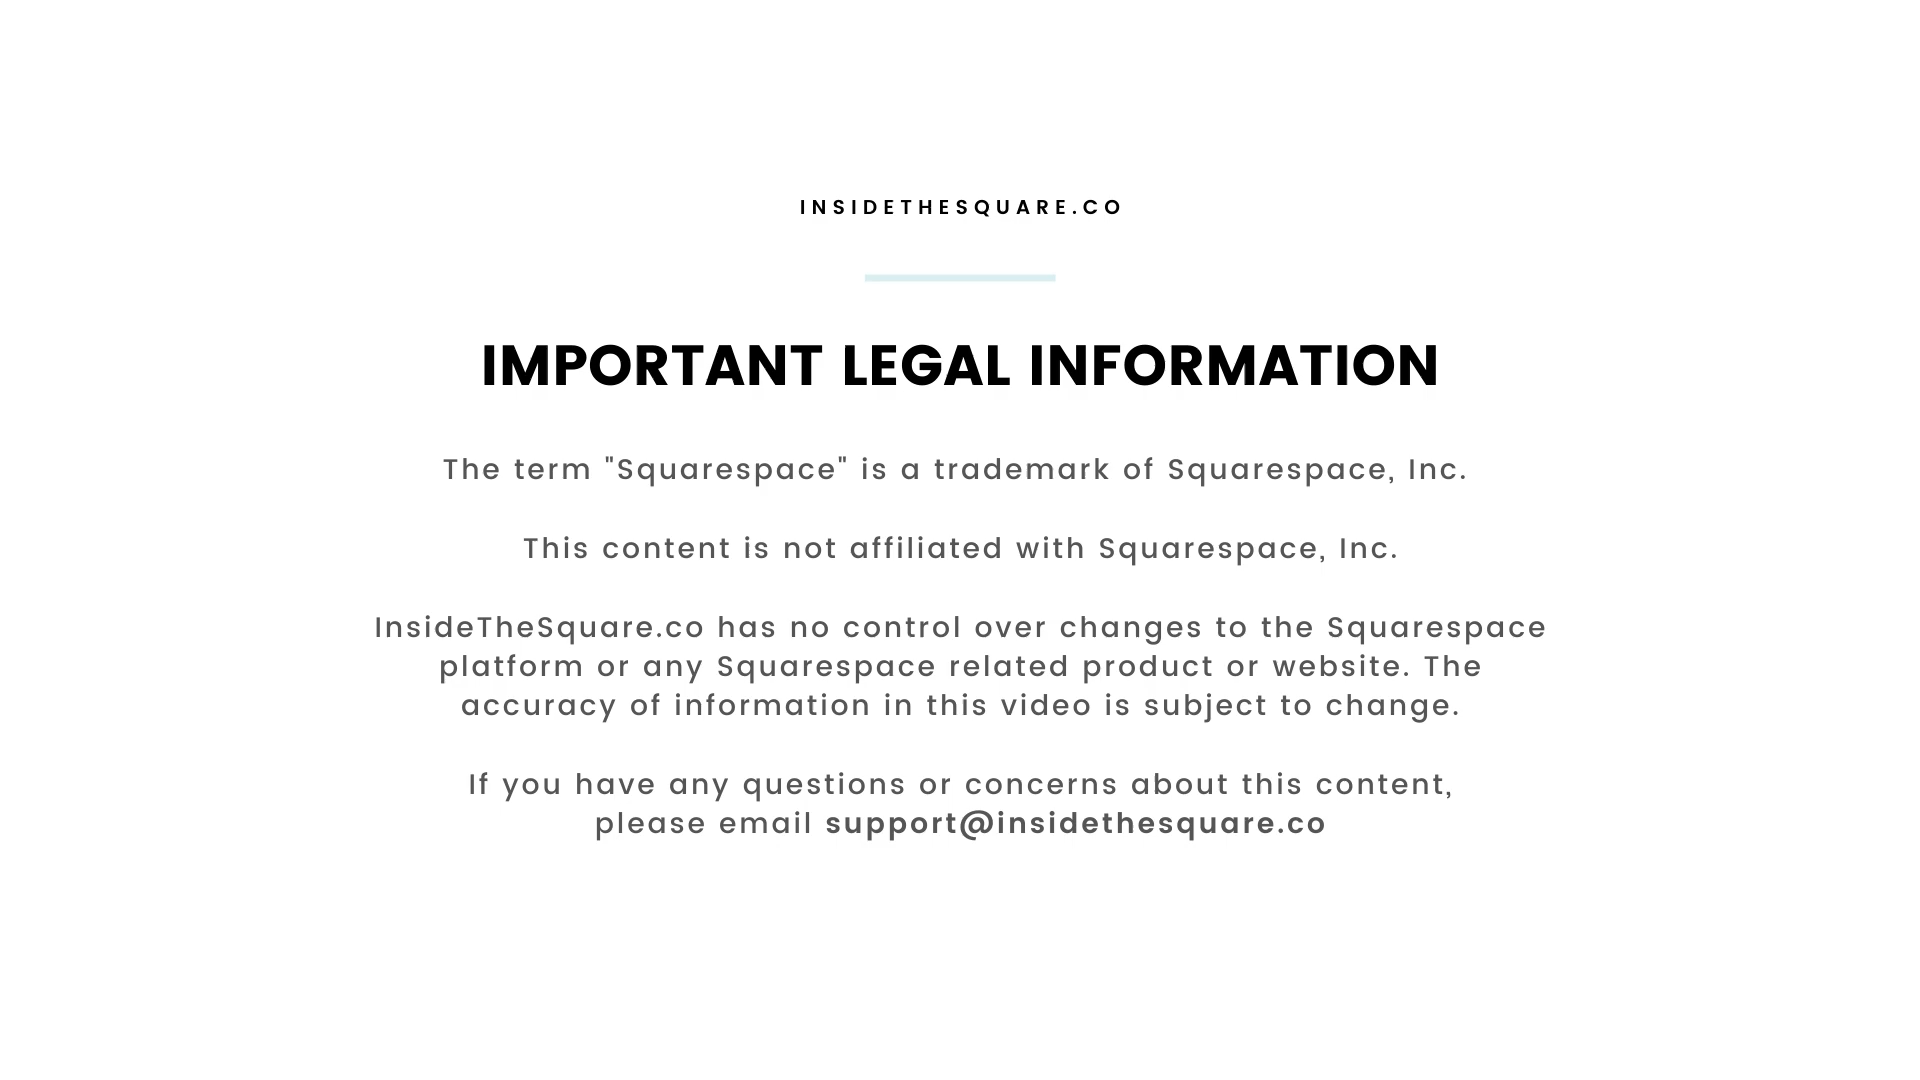 INSIDETHESQUARE.CO
IMPORTANT LEGAL INFORMATION
The term "Squarespace" is a trademark of Squarespace, Inc.
This content is not affiliated with Squarespace, Inc.
InsideTheSquare.co has no control over changes to the Squarespace
platform or any Squarespace related product or website. The
accuracy of information in this video is subject to change.
If you have any questions or concerns about this content,
please email support@insidethesquare.co